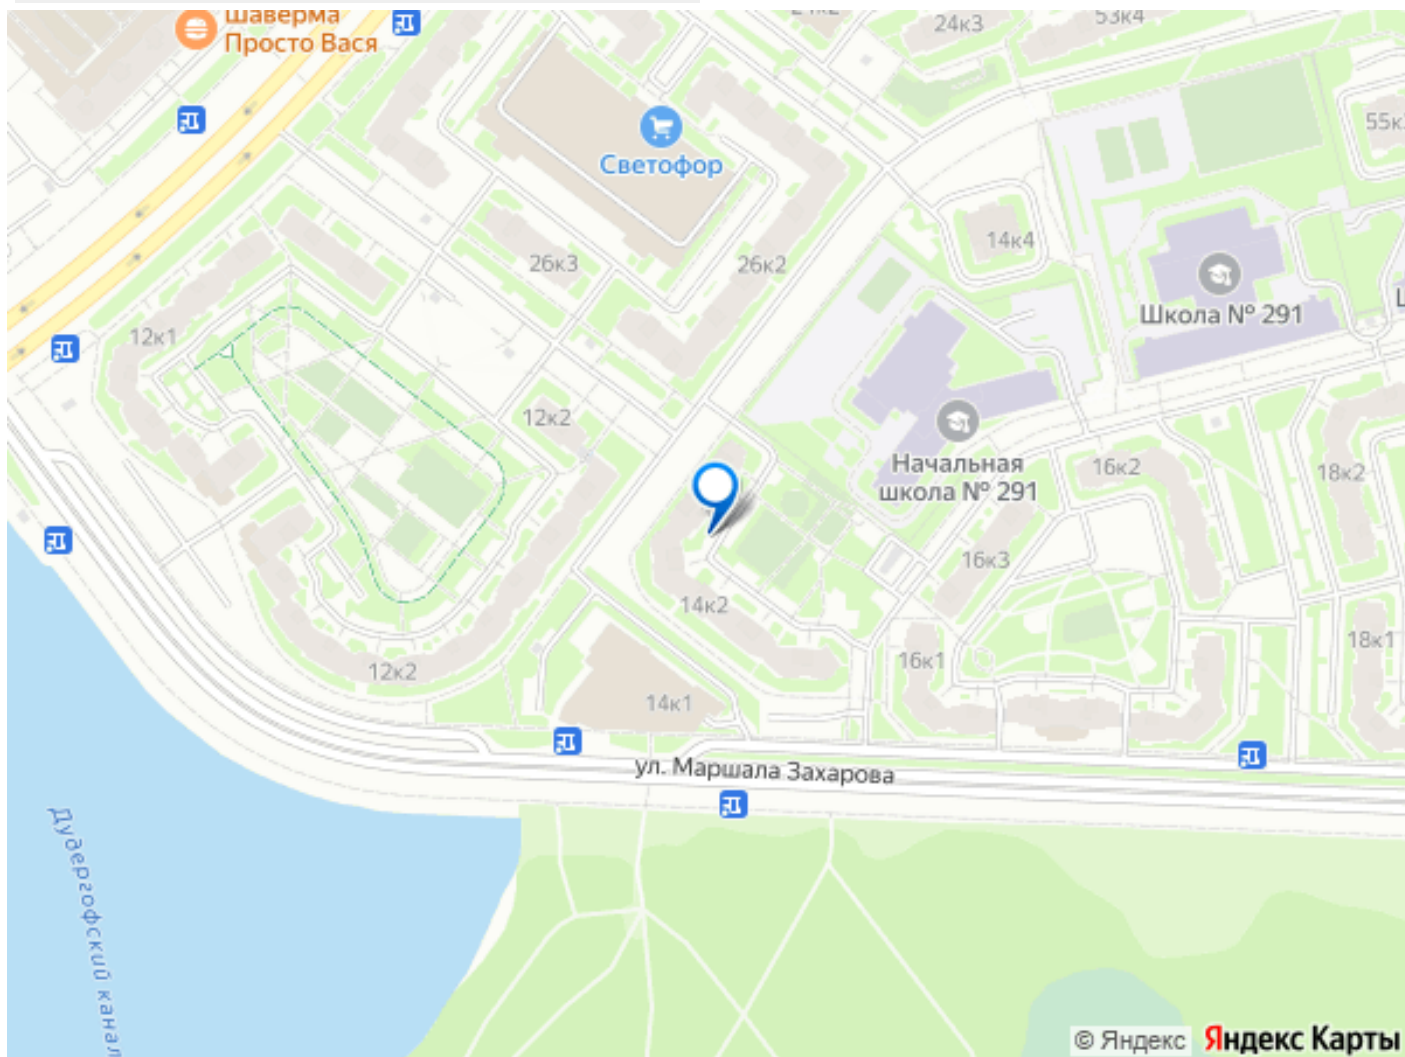 Шаверма
Просто Вася
24к3
53к4
55к
Светофор
14к4
26к3
26к2
Школа № 291
12к1
12к2
Начальная
школа № 291
16к2
18к2
16к3
14к2
18к1
16к1
12к2
14к1
ул. Маршала Захарова
Дудергофский канал
© Яндекс Яндекс Карты